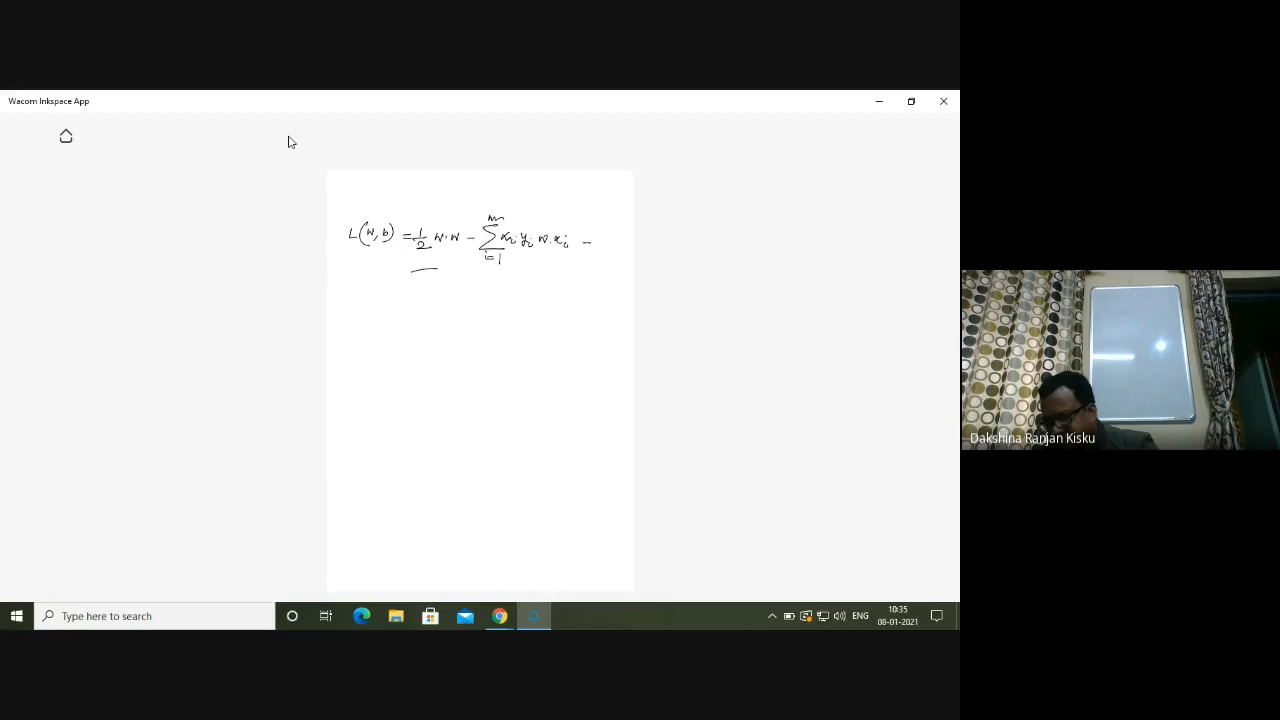 Wacom Inkspace App
L(w, b) = 1/2 w·w - ∑_{i=1}^{m} αi yi w·xi -
Dakshina Ranjan Kisku
Type here to search
ENG
10:35
08-01-2021